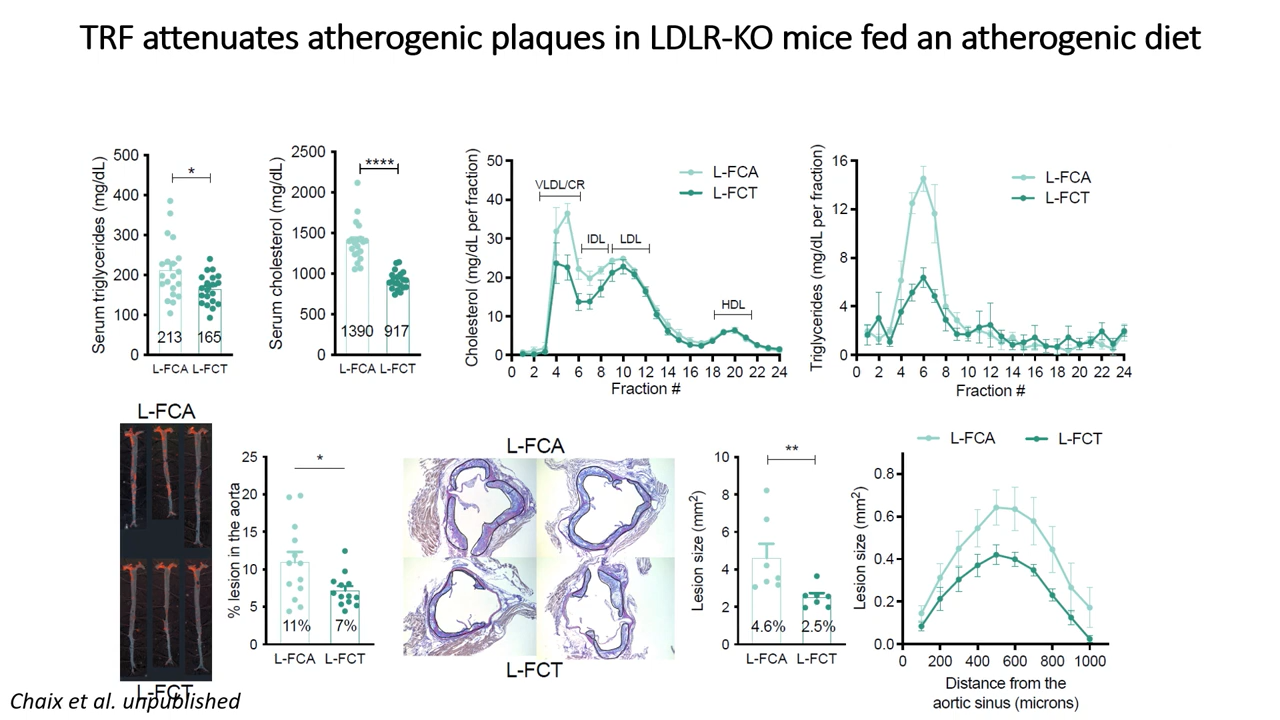 TRF attenuates atherogenic plaques in LDLR-KO mice fed an atherogenic diet
Serum triglycerides (mg/dL)
500
400
300
200
100
0
*
213
165
L-FCA L-FCT
Serum cholesterol (mg/dL)
2500
2000
1500
1000
500
0
****
1390
917
L-FCA L-FCT
Cholesterol (mg/dL per fraction)
50
40
30
20
10
0
VLDL/CR
IDL
LDL
HDL
L-FCA
L-FCT
0 2 4 6 8 10 12 14 16 18 20 22 24
Fraction #
Triglycerides (mg/dL per fraction)
16
12
8
4
0
L-FCA
L-FCT
0 2 4 6 8 10 12 14 16 18 20 22 24
Fraction #
L-FCA
L-FCT
% lesion in the aorta
25
20
15
10
5
0
*
11%
7%
L-FCA L-FCT
L-FCA
L-FCT
Lesion size (mm²)
10
8
6
4
2
0
**
4.6%
2.5%
L-FCA L-FCT
L-FCA
L-FCT
Lesion size (mm²)
0.8
0.6
0.4
0.2
0.0
0 200 400 600 800 1000
Distance from the
aortic sinus (microns)
Chaix et al. unpublished